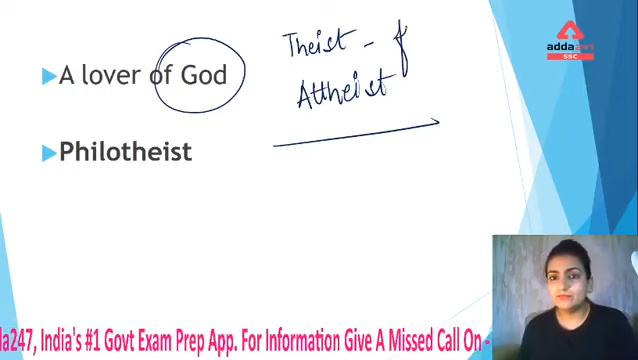 Theist - f
Attheist
adda247
SSC
A lover of God
Philotheist
da247, India's #1 Govt Exam Prep App. For Information Give A Missed Call On -